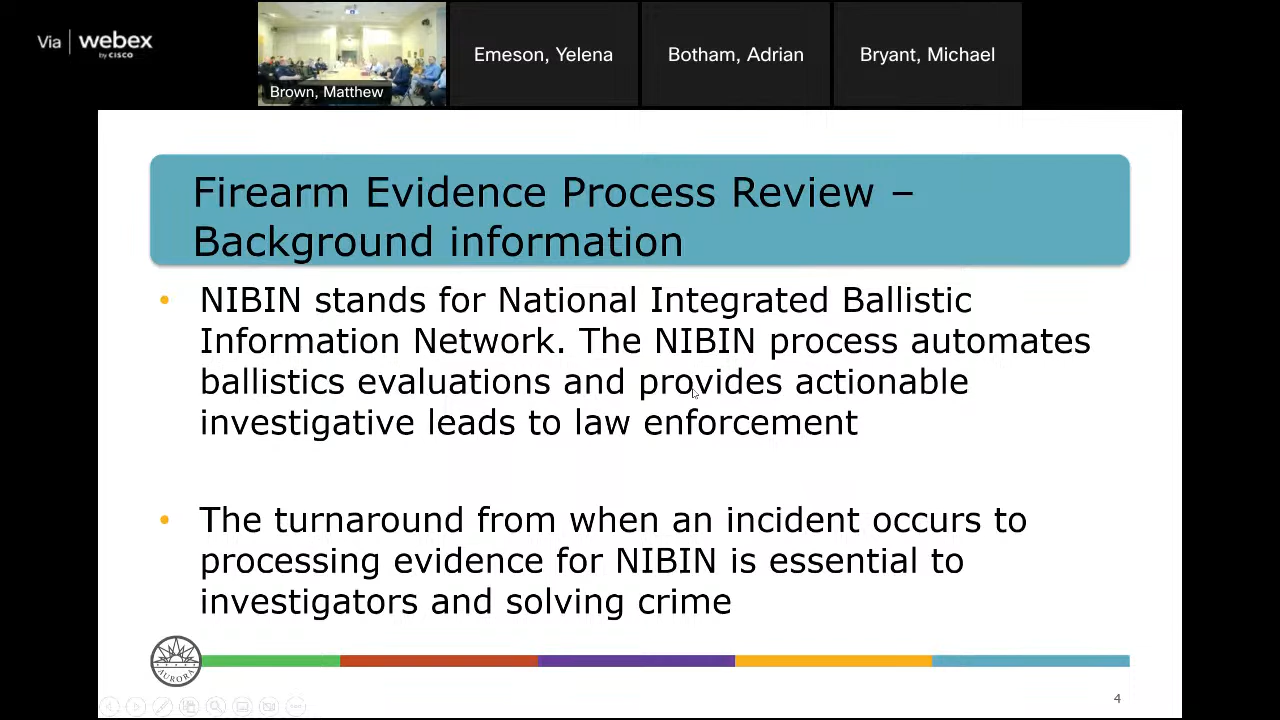 Via | webex
by CISCO
Brown, Matthew
Emeson, Yelena
Botham, Adrian
Bryant, Michael
Firearm Evidence Process Review –
Background information
• NIBIN stands for National Integrated Ballistic
Information Network. The NIBIN process automates
ballistics evaluations and provides actionable
investigative leads to law enforcement
• The turnaround from when an incident occurs to
processing evidence for NIBIN is essential to
investigators and solving crime
AURORA
4